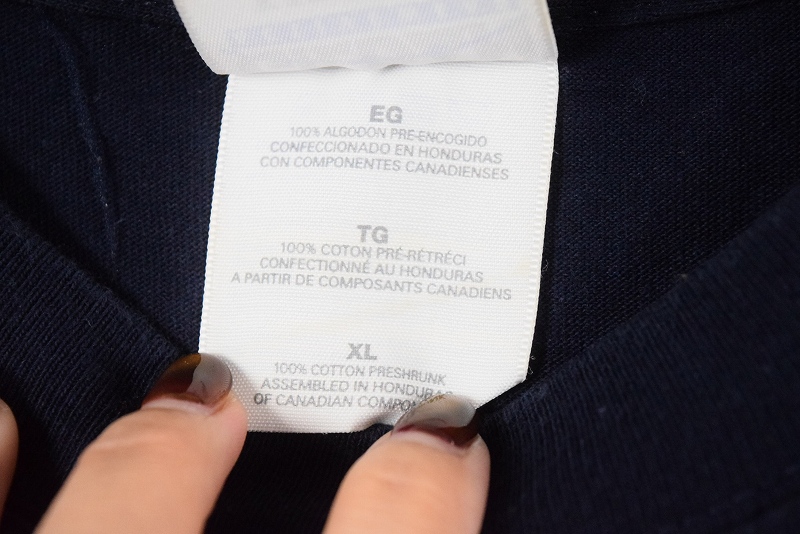 EG
100% ALGODON PRE-ENCOGIDO
CONFECCIONADO EN HONDURAS
CON COMPONENTES CANADIENSES
TG
100% COTON PRÉ-RÉTRÉCI
CONFECTIONNÉ AU HONDURAS
A PARTIR DE COMPOSANTS CANADIENS
XL
100% COTTON PRESHRUNK
ASSEMBLED IN HONDURAS
OF CANADIAN